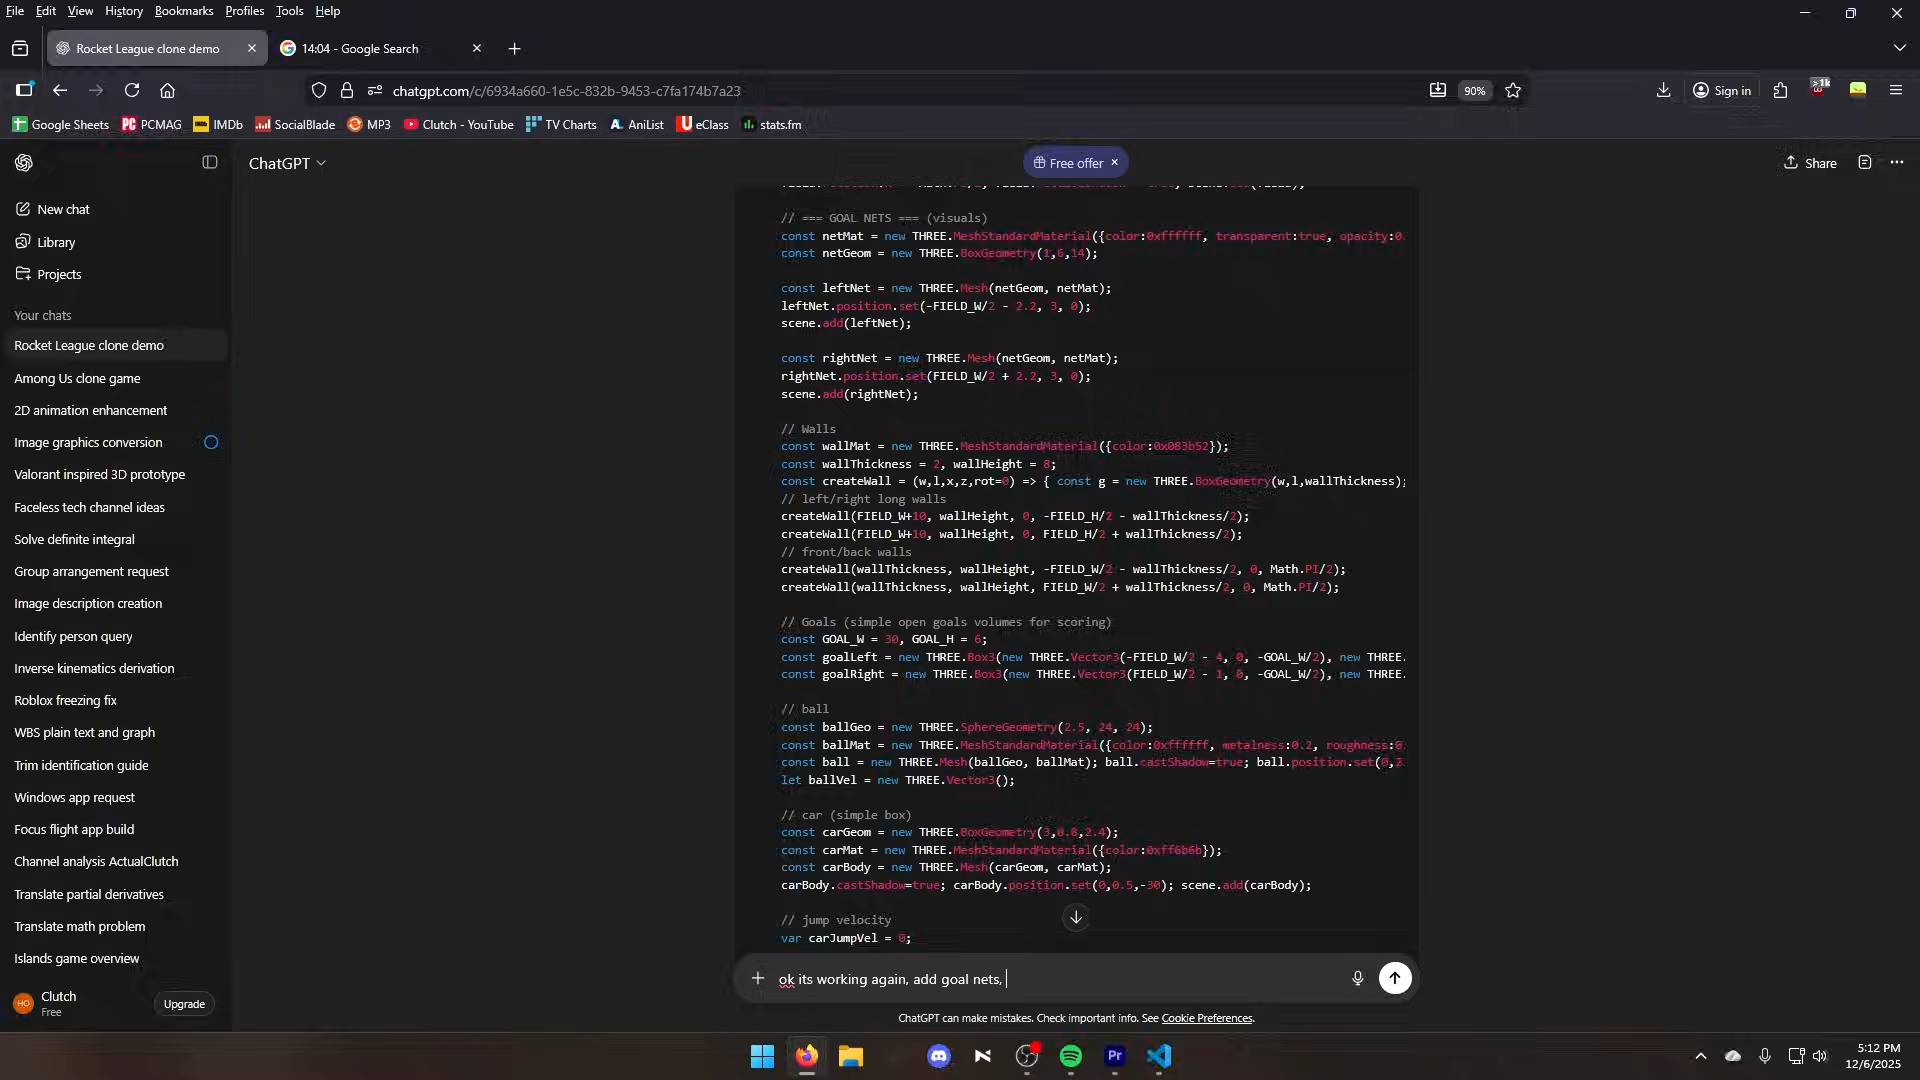 File Edit View History Bookmarks Profiles Tools Help
Rocket League clone demo
14:04 - Google Search
chatgpt.com/c/6934a660-1e5c-832b-9453-c7fa174b7a23
90%
Sign in
>1k
Google Sheets PCMAG IMDb SocialBlade MP3 Clutch - YouTube TV Charts AniList eClass stats.fm
ChatGPT
Free offer
Share
New chat
Library
Projects
Your chats
Rocket League clone demo
Among Us clone game
2D animation enhancement
Image graphics conversion
Valorant inspired 3D prototype
Faceless tech channel ideas
Solve definite integral
Group arrangement request
Image description creation
Identify person query
Inverse kinematics derivation
Roblox freezing fix
WBS plain text and graph
Trim identification guide
Windows app request
Focus flight app build
Channel analysis ActualClutch
Translate partial derivatives
Translate math problem
Islands game overview
HO
Clutch
Free
Upgrade
// === GOAL NETS === (visuals)
const netMat = new THREE.MeshStandardMaterial({color:0xffffff, transparent:true, opacity:0.
const netGeom = new THREE.BoxGeometry(1,6,14);
const leftNet = new THREE.Mesh(netGeom, netMat);
leftNet.position.set(-FIELD_W/2 - 2.2, 3, 0);
scene.add(leftNet);
const rightNet = new THREE.Mesh(netGeom, netMat);
rightNet.position.set(FIELD_W/2 + 2.2, 3, 0);
scene.add(rightNet);
// Walls
const wallMat = new THREE.MeshStandardMaterial({color:0x083b52});
const wallThickness = 2, wallHeight = 8;
const createWall = (w,l,x,z,rot=0) => { const g = new THREE.BoxGeometry(w,l,wallThickness);
// left/right long walls
createWall(FIELD_W+10, wallHeight, 0, -FIELD_H/2 - wallThickness/2);
createWall(FIELD_W+10, wallHeight, 0, FIELD_H/2 + wallThickness/2);
// front/back walls
createWall(wallThickness, wallHeight, -FIELD_W/2 - wallThickness/2, 0, Math.PI/2);
createWall(wallThickness, wallHeight, FIELD_W/2 + wallThickness/2, 0, Math.PI/2);
// Goals (simple open goals volumes for scoring)
const GOAL_W = 30, GOAL_H = 6;
const goalLeft = new THREE.Box3(new THREE.Vector3(-FIELD_W/2 - 4, 0, -GOAL_W/2), new THREE.
const goalRight = new THREE.Box3(new THREE.Vector3(FIELD_W/2 - 1, 0, -GOAL_W/2), new THREE.
// ball
const ballGeo = new THREE.SphereGeometry(2.5, 24, 24);
const ballMat = new THREE.MeshStandardMaterial({color:0xffffff, metalness:0.2, roughness:0.
const ball = new THREE.Mesh(ballGeo, ballMat); ball.castShadow=true; ball.position.set(0,2.
let ballVel = new THREE.Vector3();
// car (simple box)
const carGeom = new THREE.BoxGeometry(3,0.8,2.4);
const carMat = new THREE.MeshStandardMaterial({color:0xff6b6b});
const carBody = new THREE.Mesh(carGeom, carMat);
carBody.castShadow=true; carBody.position.set(0,0.5,-30); scene.add(carBody);
// jump velocity
var carJumpVel = 0;
ok its working again, add goal nets,
ChatGPT can make mistakes. Check important info. See Cookie Preferences.
Pr
5:12 PM
12/6/2025